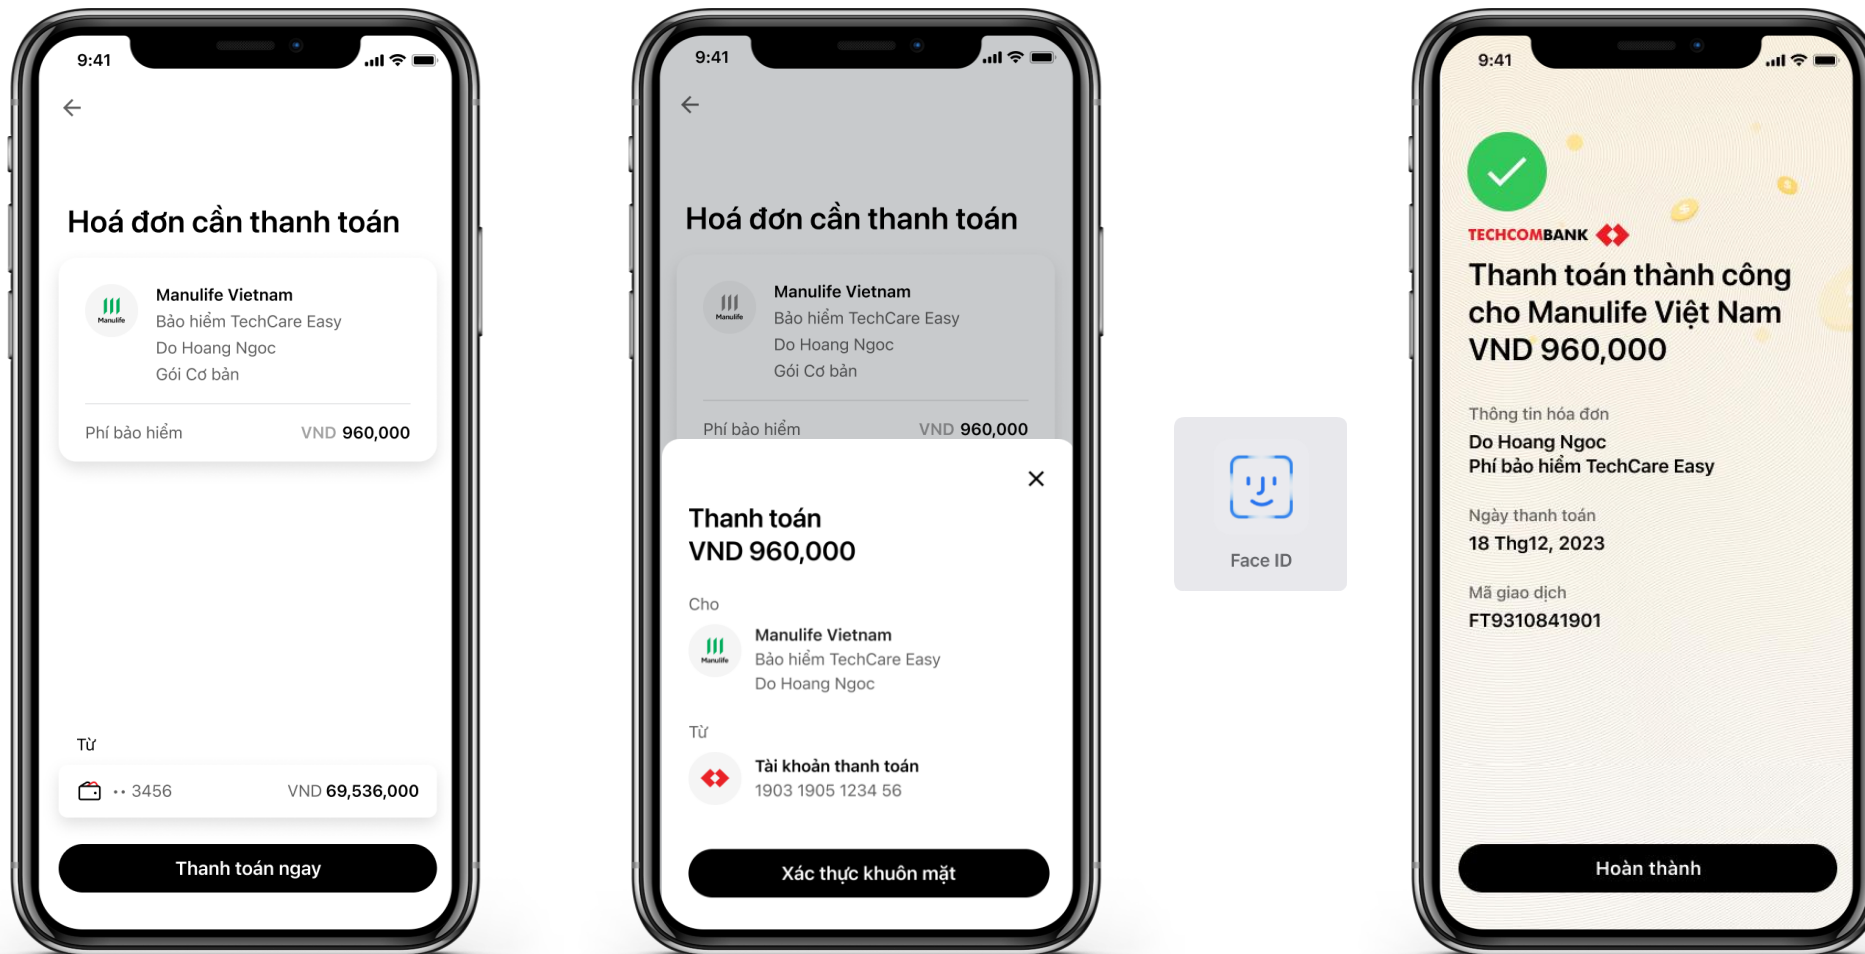 9:41
Hoá đơn cần thanh toán
Manulife
Manulife Vietnam
Bảo hiểm TechCare Easy
Do Hoang Ngoc
Gói Cơ bản
Phí bảo hiểm VND 960,000
Từ
·· 3456 VND 69,536,000
Thanh toán ngay
9:41
Hoá đơn cần thanh toán
Manulife
Manulife Vietnam
Bảo hiểm TechCare Easy
Do Hoang Ngoc
Gói Cơ bản
Phí bảo hiểm VND 960,000
Thanh toán
VND 960,000
Cho
Manulife
Manulife Vietnam
Bảo hiểm TechCare Easy
Do Hoang Ngoc
Từ
Tài khoản thanh toán
1903 1905 1234 56
Xác thực khuôn mặt
Face ID
9:41
TECHCOMBANK
Thanh toán thành công
cho Manulife Việt Nam
VND 960,000
Thông tin hóa đơn
Do Hoang Ngoc
Phí bảo hiểm TechCare Easy
Ngày thanh toán
18 Thg12, 2023
Mã giao dịch
FT9310841901
Hoàn thành